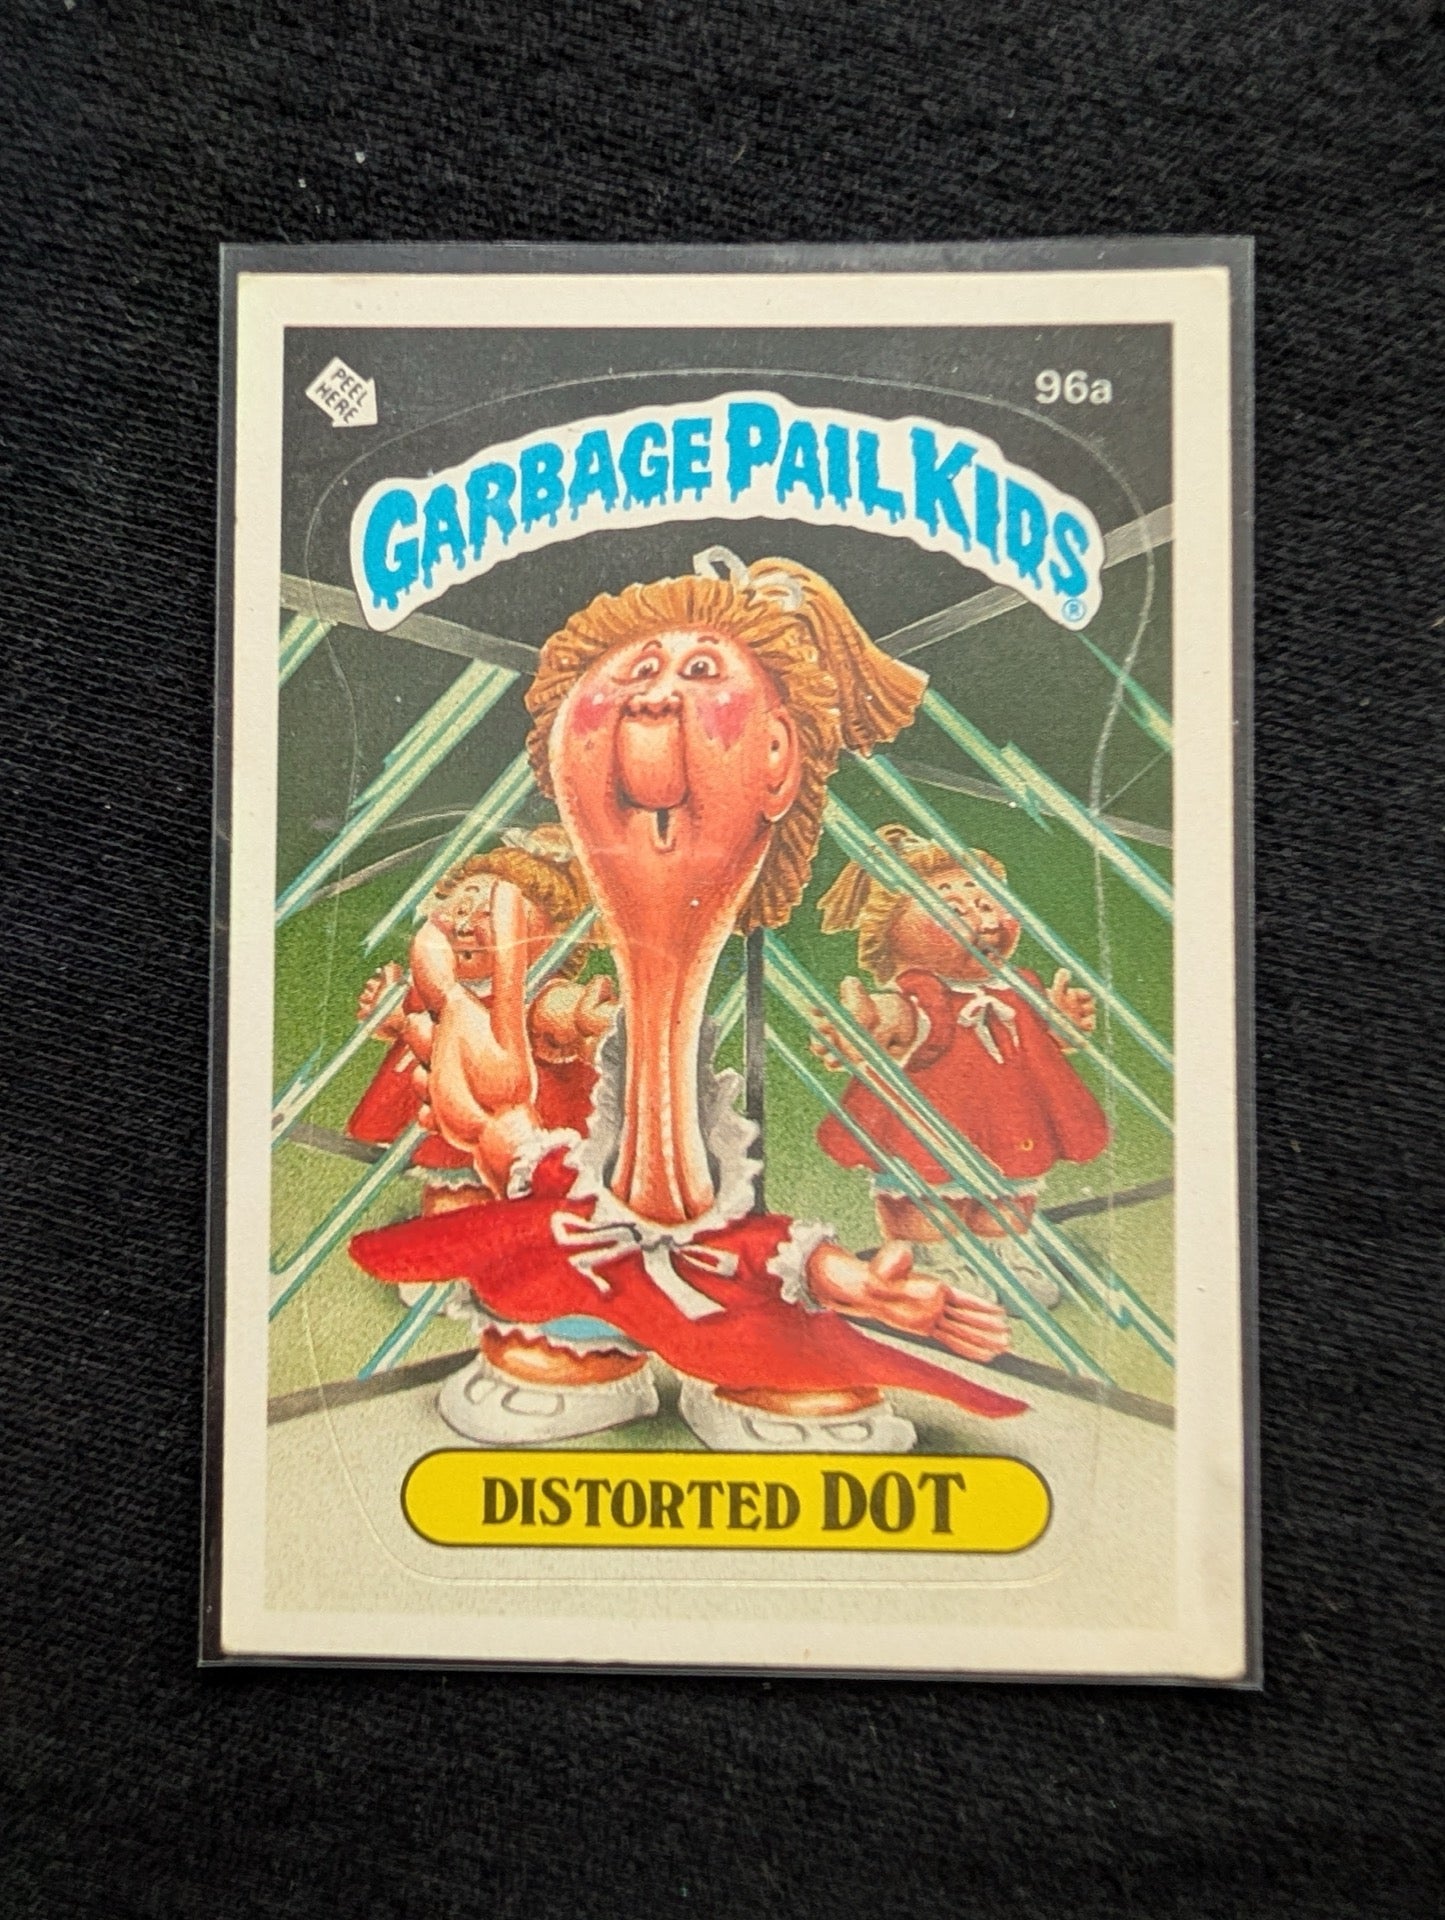 PEEL
HERE
96a
GARBAGE PAIL KIDS
®
DISTORTED DOT